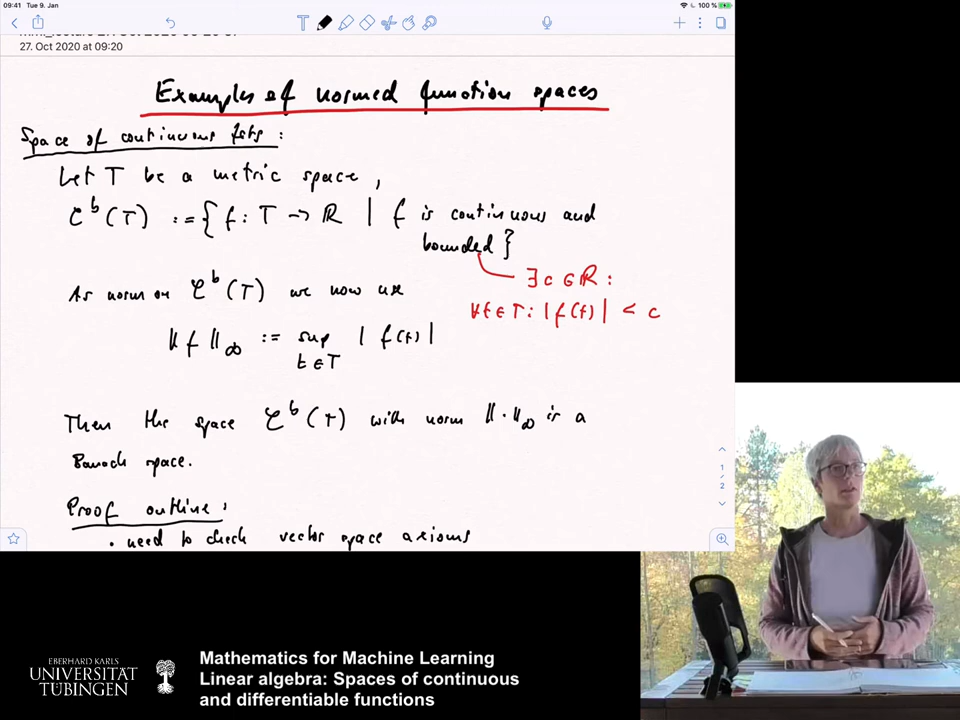 09:41 Tue 9. Jan
100 %
27. Oct 2020 at 09:20
Examples of normed function spaces
Space of continuous fcts :
Let T be a metric space ,
𝒞ᵇ(T) := { f : T → ℝ | f is continuous and
bounded }
∃ c ∈ ℝ :
∀ t ∈ T : | f(t) | < c
As norm on 𝒞ᵇ(T) we now use
‖ f ‖∞ := sup | f(t) |
t ∈ T
Then the space 𝒞ᵇ(T) with norm ‖·‖∞ is a
Banach space.
Proof outline :
• need to check vector space axioms
1
2
EBERHARD KARLS
UNIVERSITÄT
TÜBINGEN
Mathematics for Machine Learning
Linear algebra: Spaces of continuous
and differentiable functions